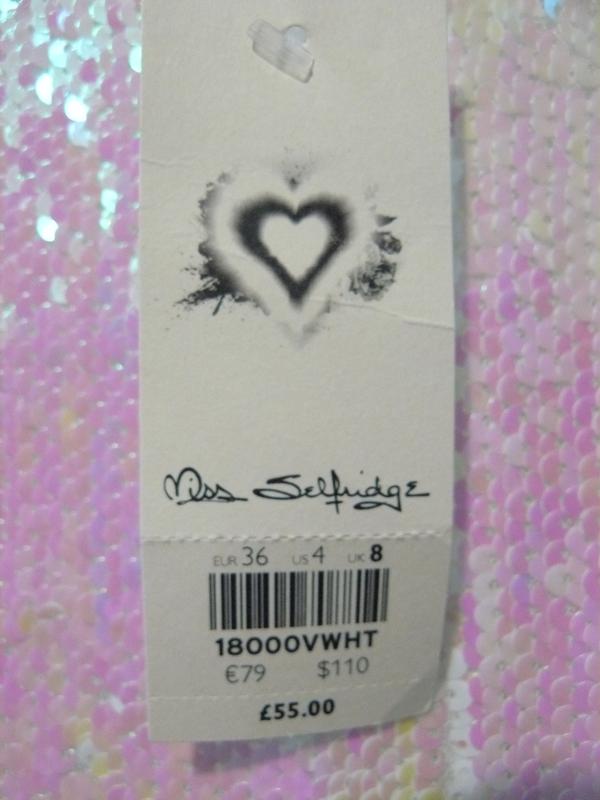 Miss Selfridge
EUR 36 US 4 UK 8
18000VWHT
€79 $110
£55.00